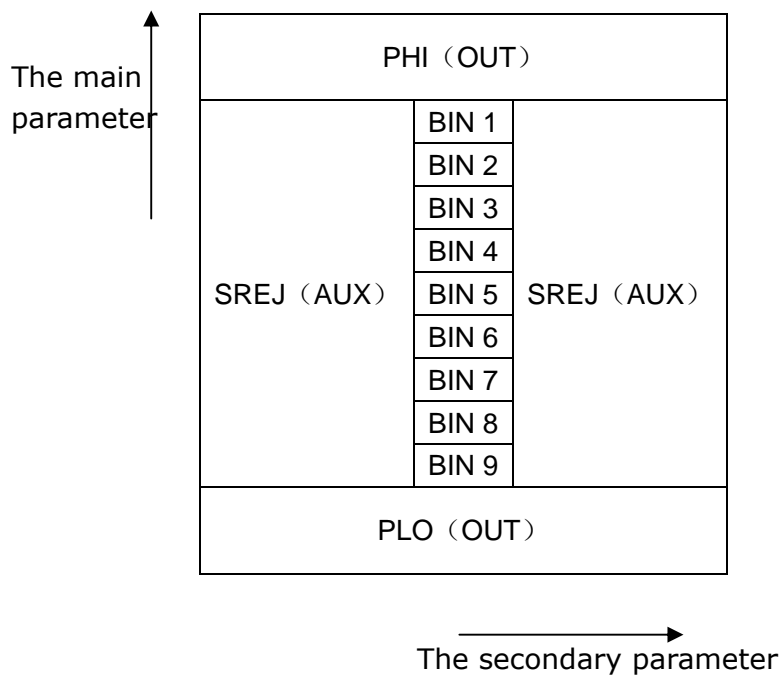 PHI（OUT）
The main
parameter
BIN 1
BIN 2
BIN 3
BIN 4
SREJ（AUX） BIN 5 SREJ（AUX）
BIN 6
BIN 7
BIN 8
BIN 9
PLO（OUT）
The secondary parameter